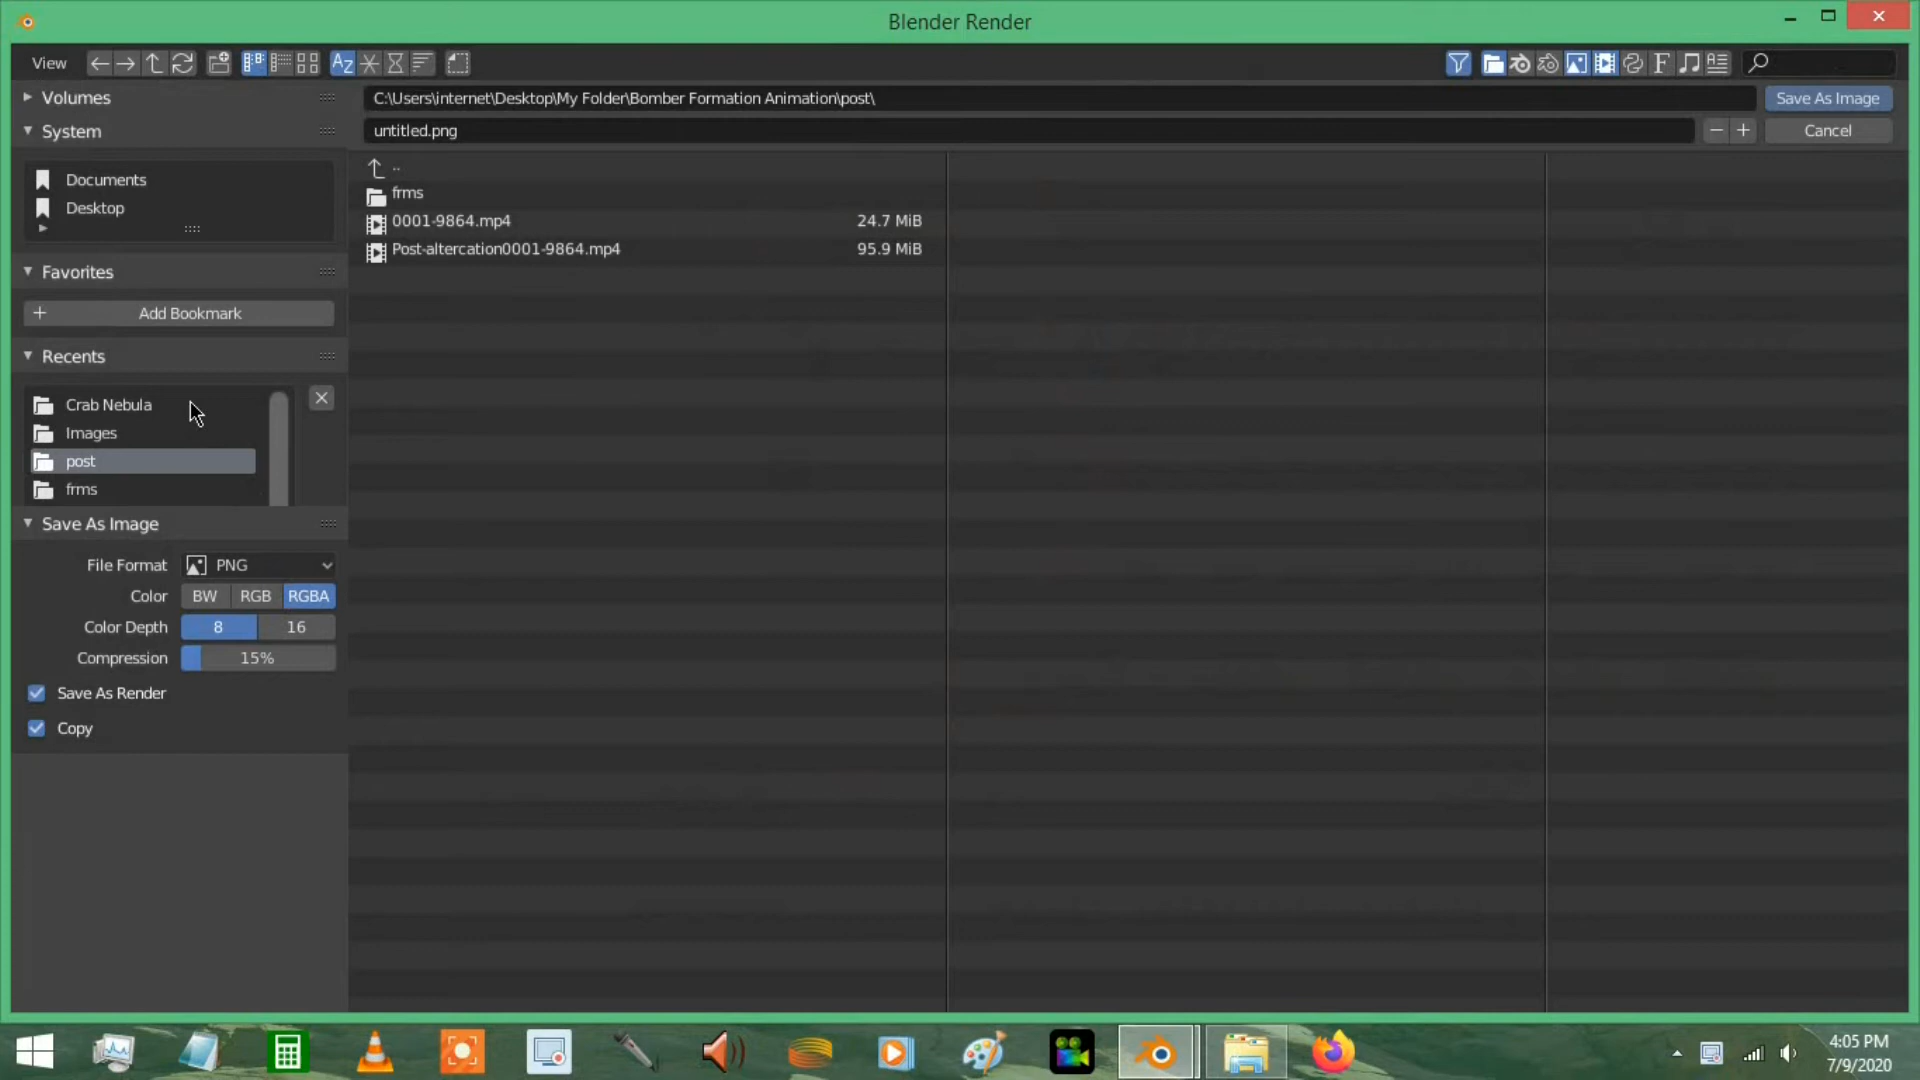 Blender Render
View
Volumes
C:\Users\internet\Desktop\My Folder\Bomber Formation Animation\post\
Save As Image
System
untitled.png
Cancel
Documents
..
frms
Desktop
0001-9864.mp4 24.7 MiB
Post-altercation0001-9864.mp4 95.9 MiB
Favorites
Add Bookmark
Recents
Crab Nebula
Images
post
frms
Save As Image
File Format PNG
Color BW RGB RGBA
Color Depth 8 16
Compression 15%
Save As Render
Copy
4:05 PM
7/9/2020